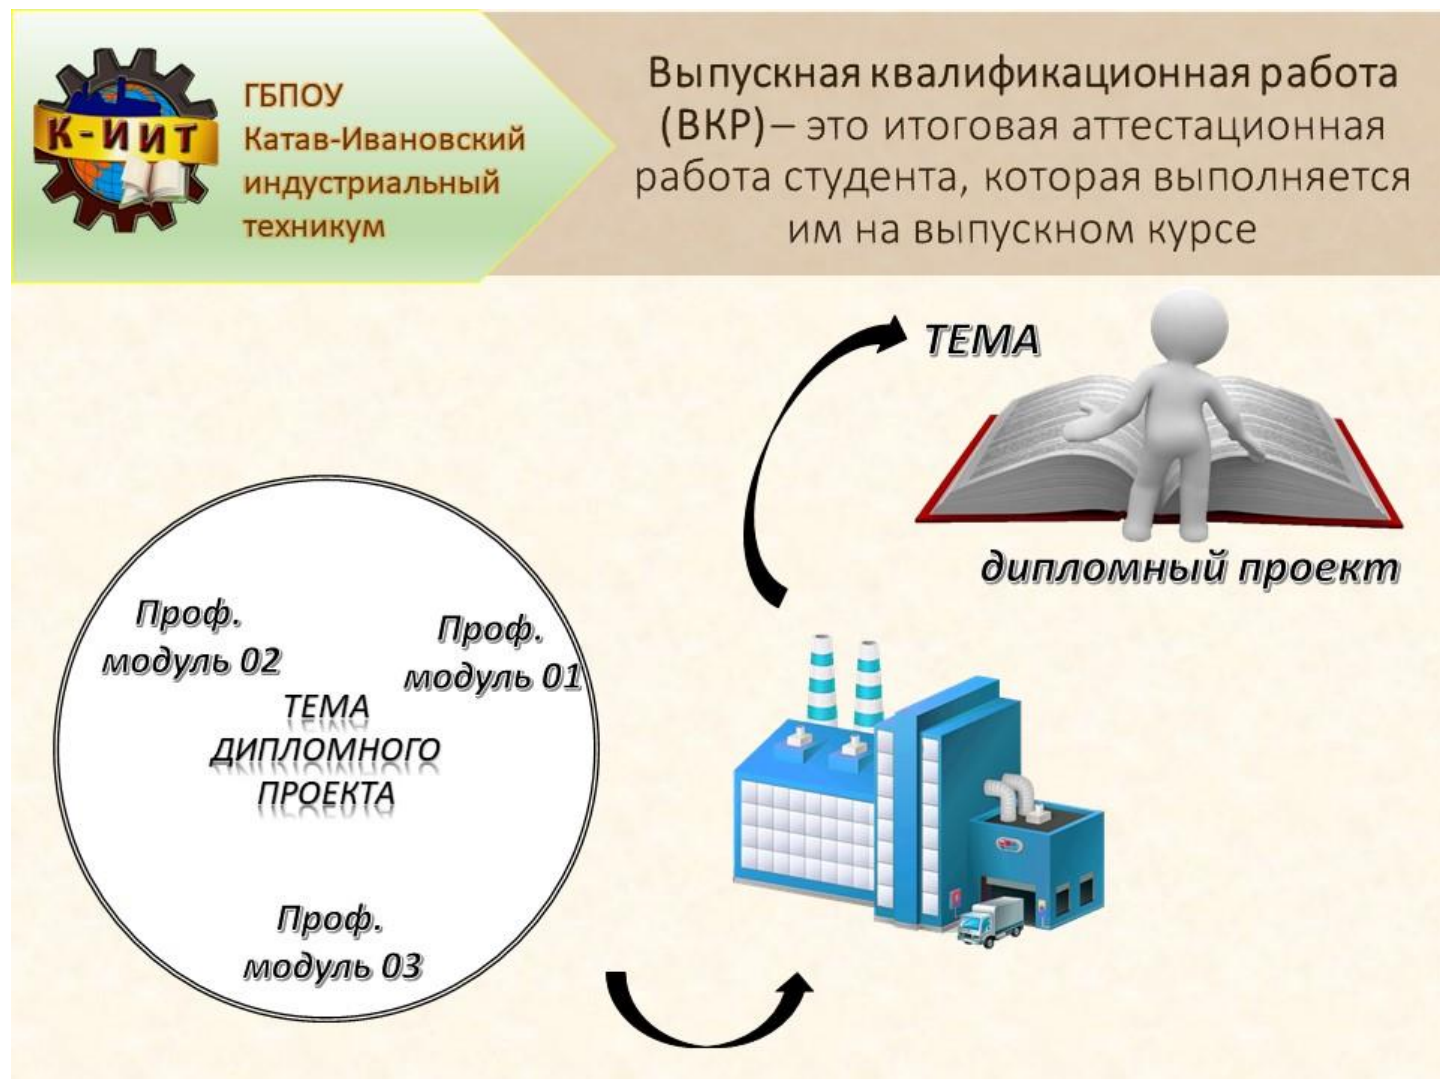 К-ИИТ
ГБПОУ
Катав-Ивановский
индустриальный
техникум
Выпускная квалификационная работа
(ВКР) – это итоговая аттестационная
работа студента, которая выполняется
им на выпускном курсе
ТЕМА
дипломный проект
Проф.
модуль 02
Проф.
модуль 01
ТЕМА
ДИПЛОМНОГО
ПРОЕКТА
Проф.
модуль 03